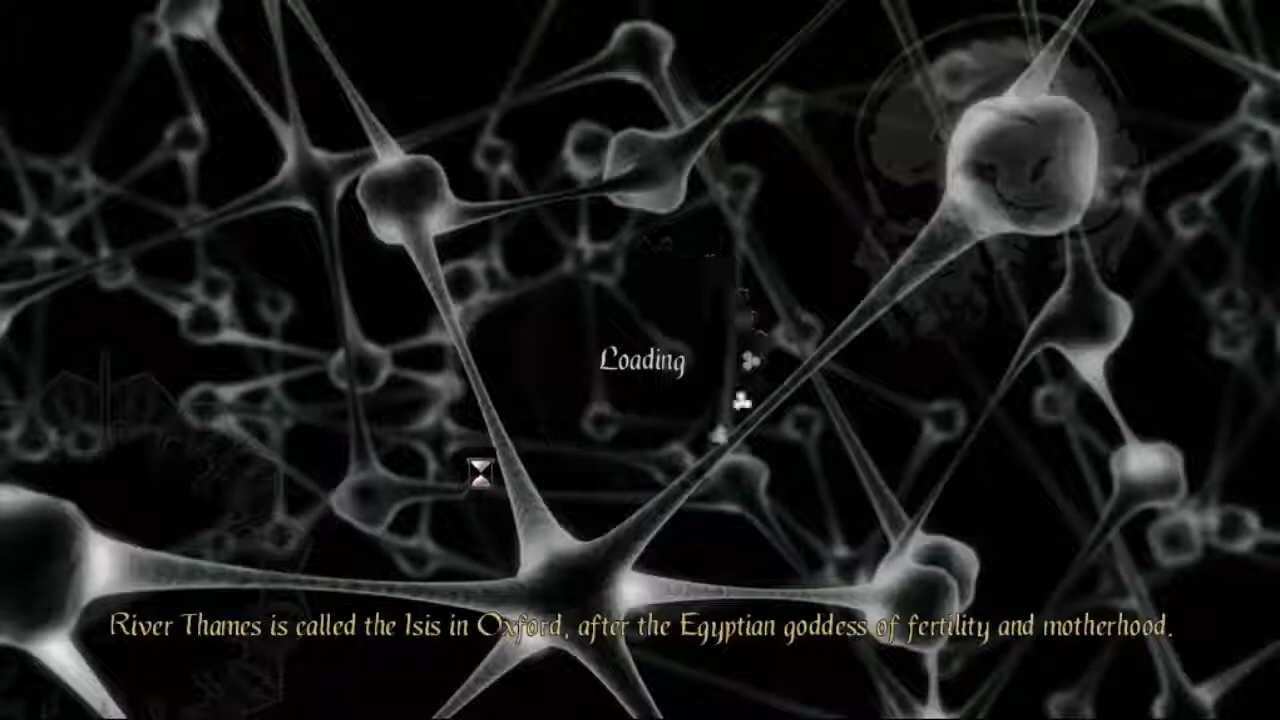 Loading
River Thames is called the Isis in Oxford, after the Egyptian goddess of fertility and motherhood.